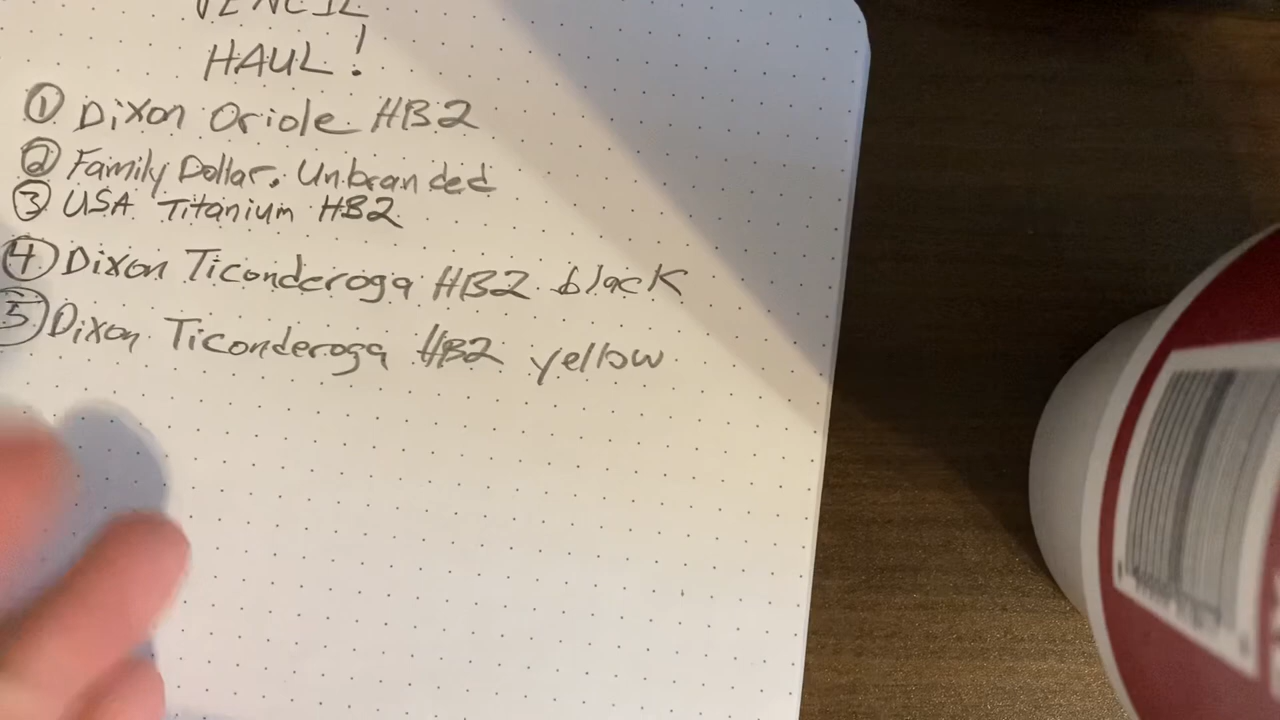 PENCIL
HAUL!
① Dixon Oriole HB2
② Family Dollar. Unbranded
③ USA Titanium HB2
④ Dixon Ticonderoga HB2 black
⑤ Dixon Ticonderoga HB2 yellow